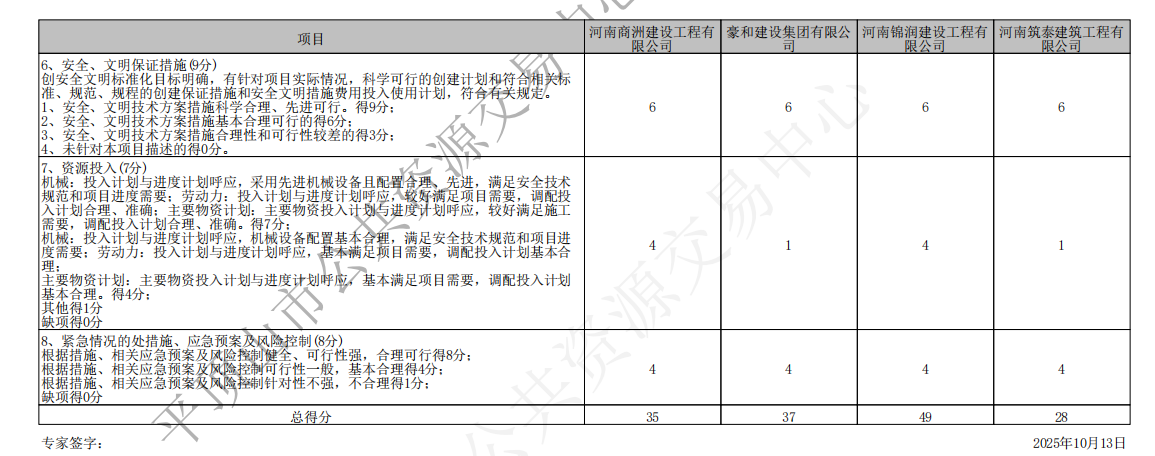 项目
河南商洲建设工程有限公司
豪和建设集团有限公司
河南锦润建设工程有限公司
河南筑泰建筑工程有限公司
6、安全、文明保证措施(9分)
创安全文明标准化目标明确，有针对项目实际情况，科学可行的创建计划和符合相关标
准、规范、规程的创建保证措施和安全文明措施费用投入使用计划，符合有关规定。
1、安全、文明技术方案措施科学合理、先进可行。得9分；
2、安全、文明技术方案措施基本合理可行的得6分；
3、安全、文明技术方案措施合理性和可行性较差的得3分；
4、未针对本项目描述的得0分。
6
6
6
6
7、资源投入(7分)
机械：投入计划与进度计划呼应，采用先进机械设备且配置合理、先进，满足安全技术
规范和项目进度需要；劳动力：投入计划与进度计划呼应，较好满足项目需要，调配投
入计划合理、准确；主要物资计划：主要物资投入计划与进度计划呼应，较好满足施工
需要，调配投入计划合理、准确。得7分；
机械：投入计划与进度计划呼应，机械设备配置基本合理，满足安全技术规范和项目进
度需要；劳动力：投入计划与进度计划呼应，基本满足项目需要，调配投入计划基本合
理；
主要物资计划：主要物资投入计划与进度计划呼应，基本满足项目需要，调配投入计划
基本合理。得4分；
其他得1分
缺项得0分
4
1
4
1
8、紧急情况的处措施、应急预案及风险控制(8分)
根据措施、相关应急预案及风险控制健全、可行性强，合理可行得8分；
根据措施、相关应急预案及风险控制可行性一般，基本合理得4分；
根据措施、相关应急预案及风险控制针对性不强，不合理得1分；
缺项得0分
4
4
4
4
总得分
35
37
49
28
专家签字：
2025年10月13日
平顶山市公共资源交易中心
公共资源交易中心